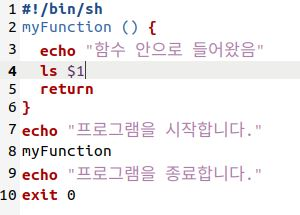 1 #!/bin/sh
2 myFunction () {
3   echo "함수 안으로 들어왔음"
4   ls $1
5   return
6 }
7 echo "프로그램을 시작합니다."
8 myFunction
9 echo "프로그램을 종료합니다."
10 exit 0